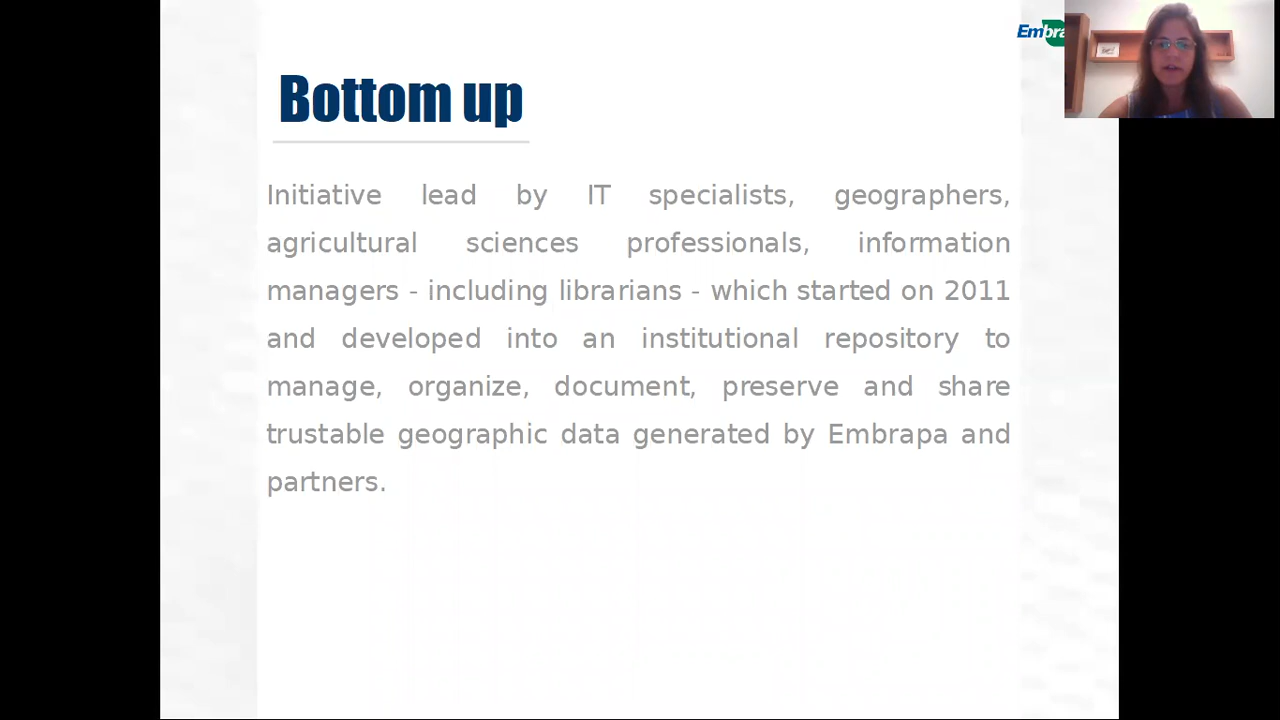 Embra
Bottom up
Initiative lead by IT specialists, geographers,
agricultural sciences professionals, information
managers - including librarians - which started on 2011
and developed into an institutional repository to
manage, organize, document, preserve and share
trustable geographic data generated by Embrapa and
partners.